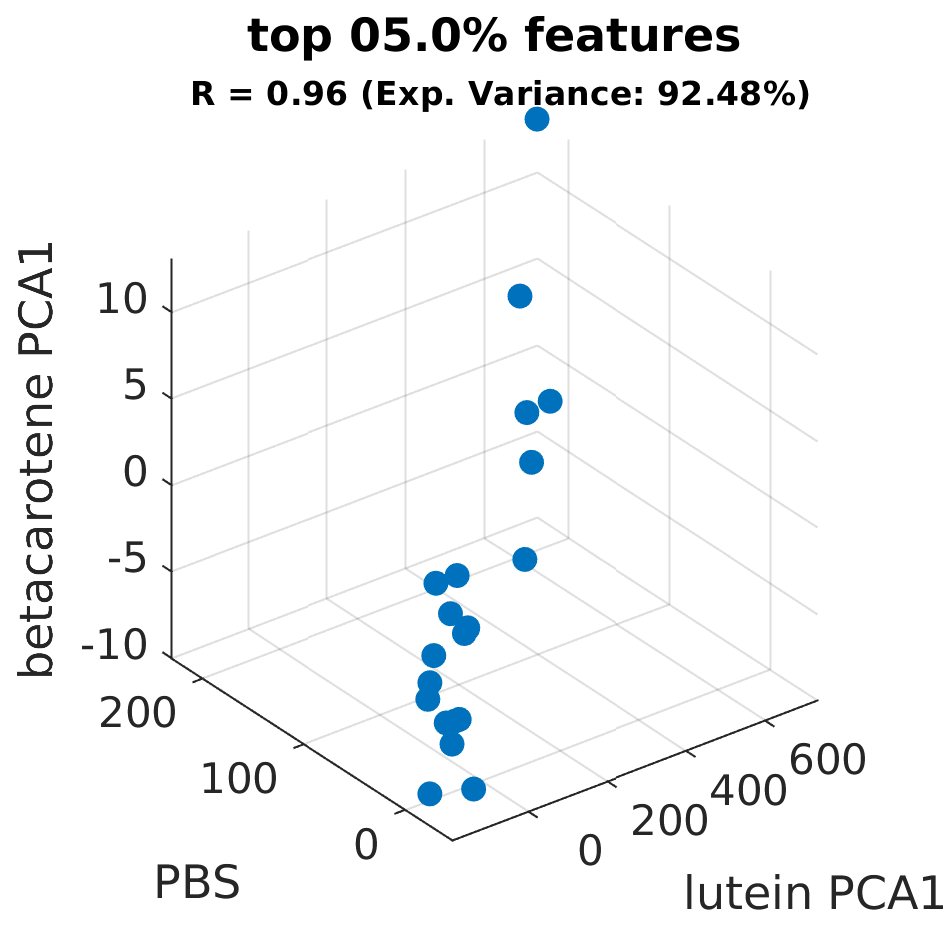 top 05.0% features
R = 0.96 (Exp. Variance: 92.48%)
betacarotene PCA1
10
5
0
-5
-10
200
100
0
PBS
0
200
400
600
lutein PCA1